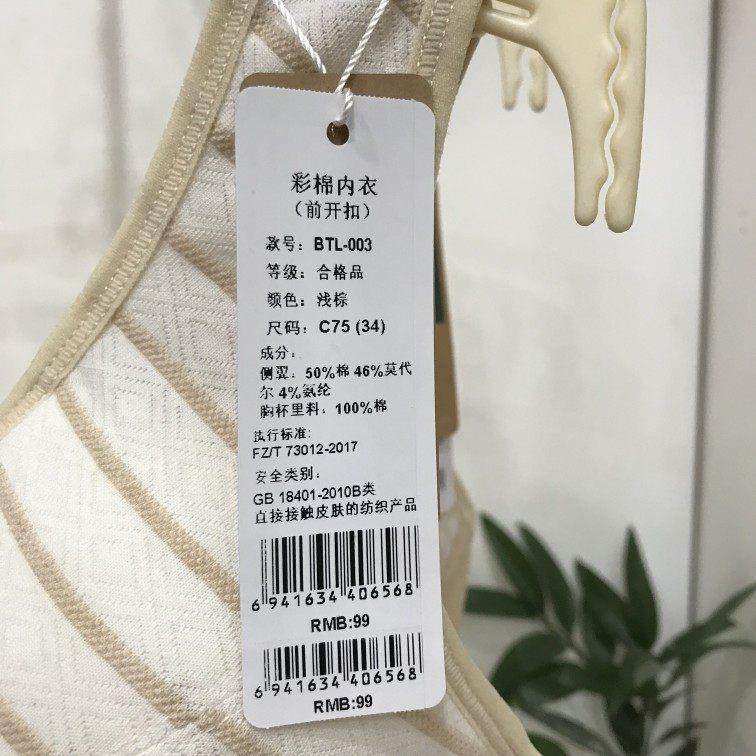 彩棉内衣
（前开扣）
款号：BTL-003
等级：合格品
颜色：浅棕
尺码：C75 (34)
成分：
侧翼：50%棉 46%莫代
尔 4%氨纶
胸杯里料：100%棉
执行标准：
FZ/T 73012-2017
安全类别：
GB 18401-2010B类
直接接触皮肤的纺织产品
6 941634 406568
RMB:99
6 941634 406568
RMB:99